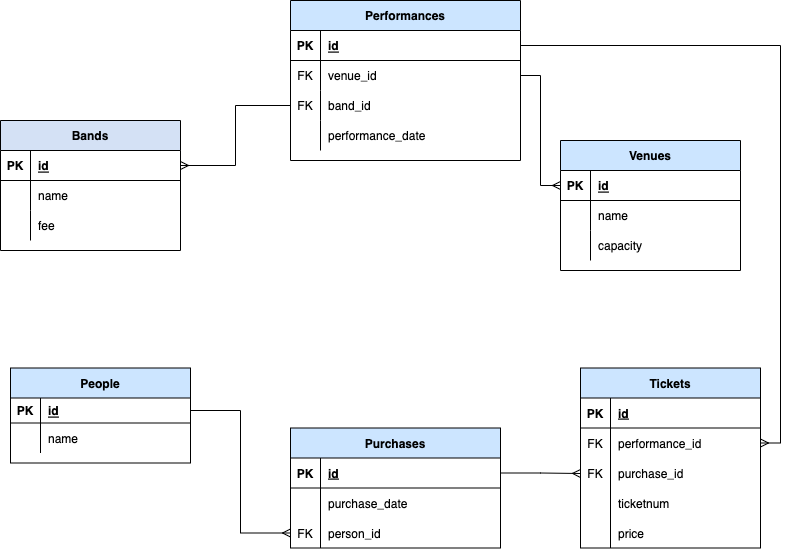 Performances
PK id
FK venue_id
FK band_id
performance_date
Bands
PK id
name
fee
Venues
PK id
name
capacity
People
PK id
name
Purchases
PK id
purchase_date
FK person_id
Tickets
PK id
FK performance_id
FK purchase_id
ticketnum
price